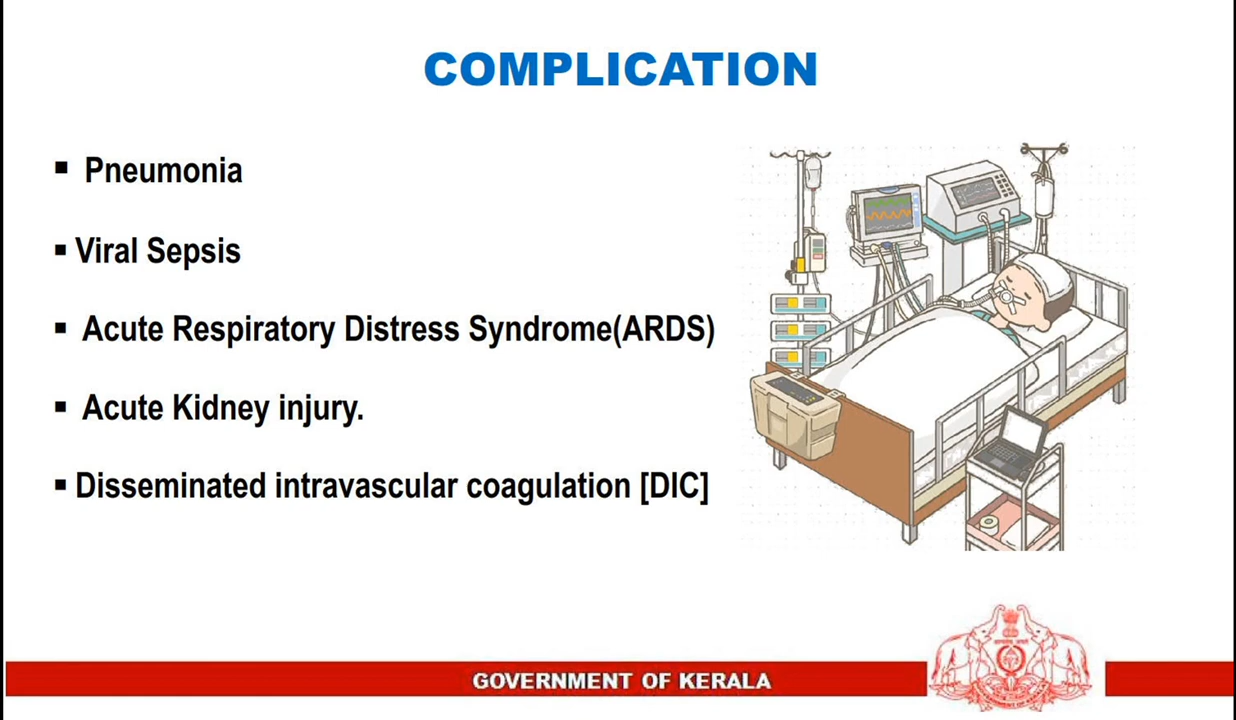 COMPLICATION
▪ Pneumonia
▪ Viral Sepsis
▪ Acute Respiratory Distress Syndrome(ARDS)
▪ Acute Kidney injury.
▪ Disseminated intravascular coagulation [DIC]
GOVERNMENT OF KERALA